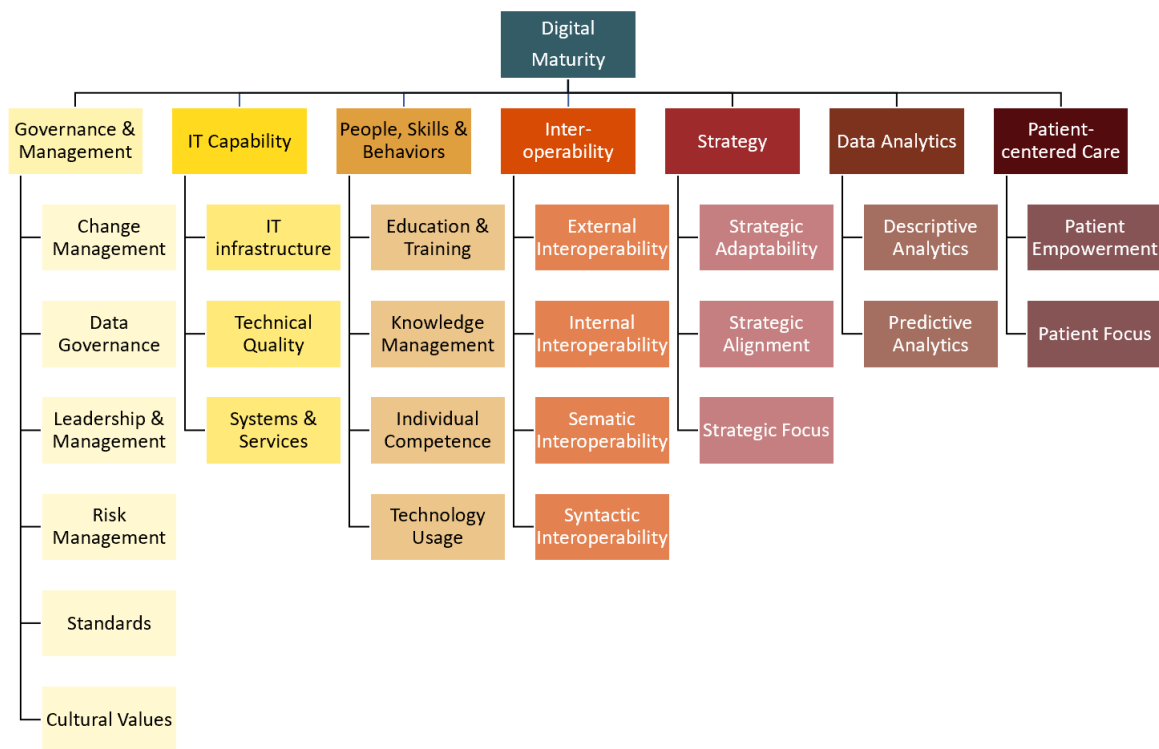 Digital
Maturity
Governance &
Management
IT Capability
People, Skills &
Behaviors
Inter-
operability
Strategy
Data Analytics
Patient-
centered Care
Change
Management
IT
infrastructure
Education &
Training
External
Interoperability
Strategic
Adaptability
Descriptive
Analytics
Patient
Empowerment
Data
Governance
Technical
Quality
Knowledge
Management
Internal
Interoperability
Strategic
Alignment
Predictive
Analytics
Patient Focus
Leadership &
Management
Systems &
Services
Individual
Competence
Sematic
Interoperability
Strategic Focus
Risk
Management
Technology
Usage
Syntactic
Interoperability
Standards
Cultural Values